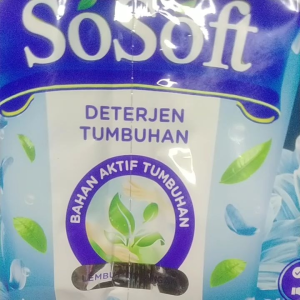 SoSoft
DETERJEN
TUMBUHAN
BAHAN AKTIF TUMBUHAN